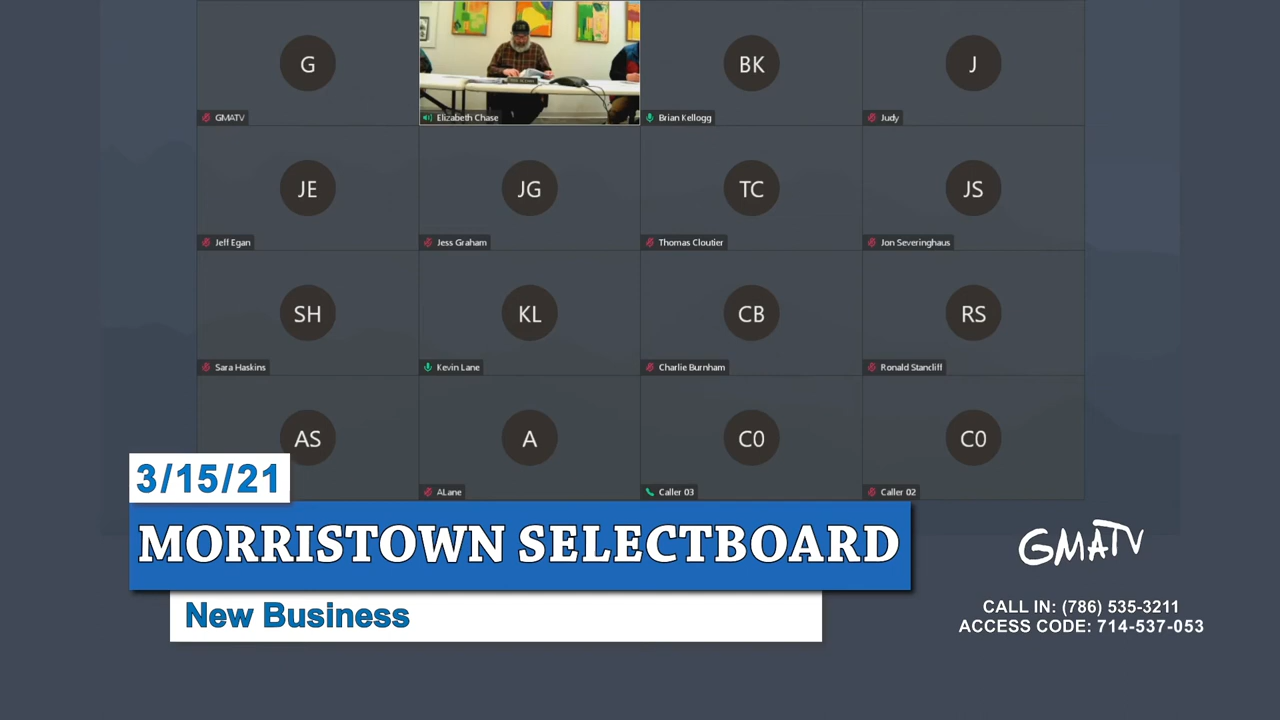 G
GMATV
Elizabeth Chase
BK
Brian Kellogg
J
Judy
JE
Jeff Egan
JG
Jess Graham
TC
Thomas Cloutier
JS
Jon Severinghaus
SH
Sara Haskins
KL
Kevin Lane
CB
Charlie Burnham
RS
Ronald Stancliff
AS
A
ALane
C0
Caller 03
C0
Caller 02
3/15/21
MORRISTOWN SELECTBOARD
New Business
GMATV
CALL IN: (786) 535-3211
ACCESS CODE: 714-537-053